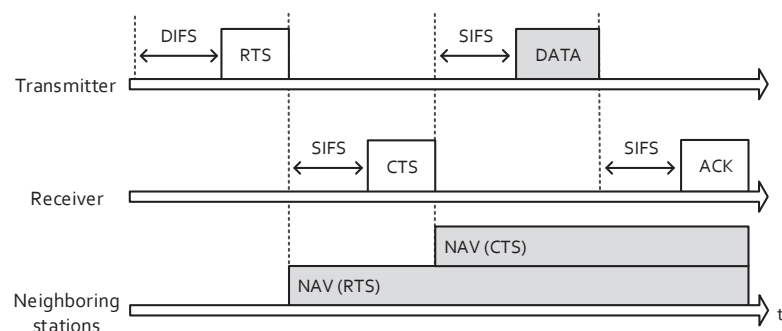 DIFS
RTS
SIFS
DATA
Transmitter
SIFS
CTS
SIFS
ACK
Receiver
NAV (CTS)
NAV (RTS)
Neighboring
stations
t